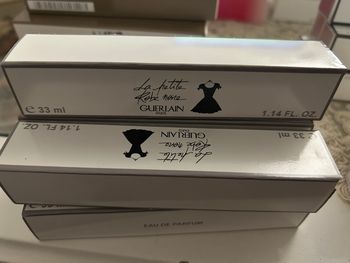 La petite
Robe noire
GUERLAIN
PARIS
℮ 33 ml
1.14 FL. OZ.
1.14 FL. OZ
GUERLAIN
PARIS
La petite
Robe noire
℮ 33 ml
EAU DE PARFUM